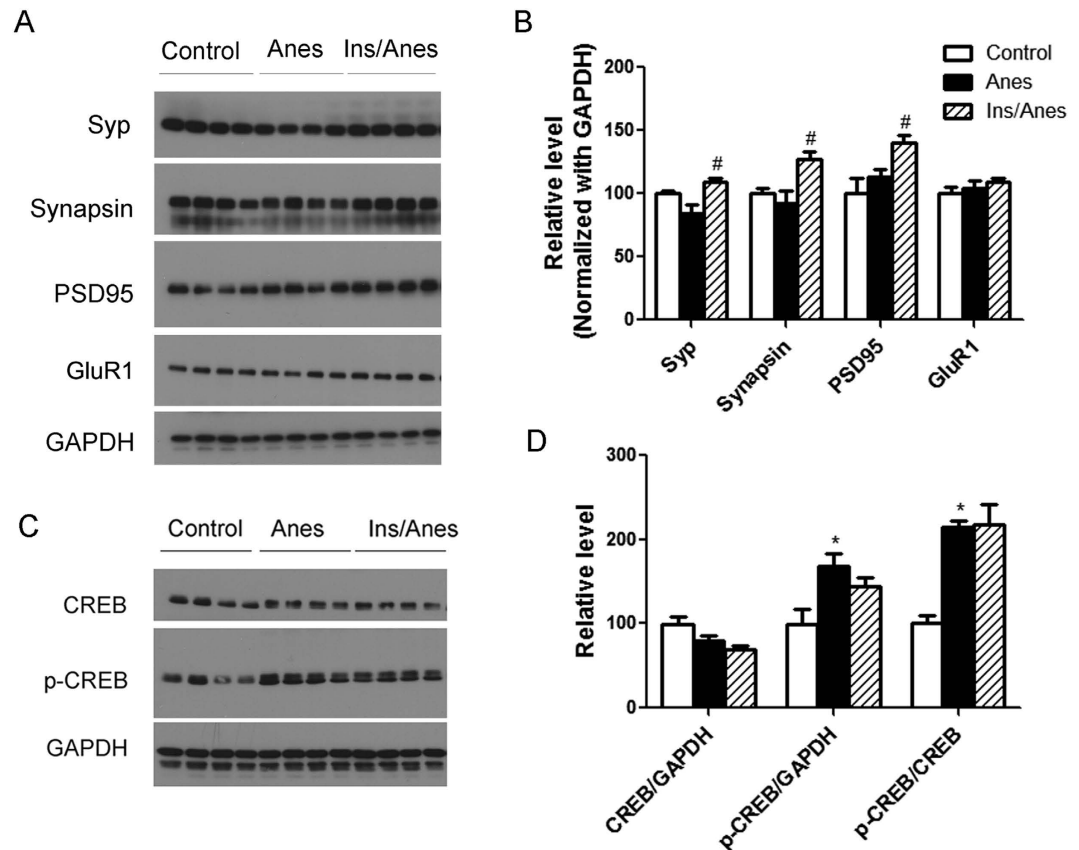 A
Control Anes Ins/Anes
Syp
Synapsin
PSD95
GluR1
GAPDH
B
Control
Anes
Ins/Anes
Relative level
(Normalized with GAPDH)
200
150
100
50
0
# # #
Syp Synapsin PSD95 GluR1
C
Control Anes Ins/Anes
CREB
p-CREB
GAPDH
D
Relative level
300
200
100
0
* *
CREB/GAPDH p-CREB/GAPDH p-CREB/CREB